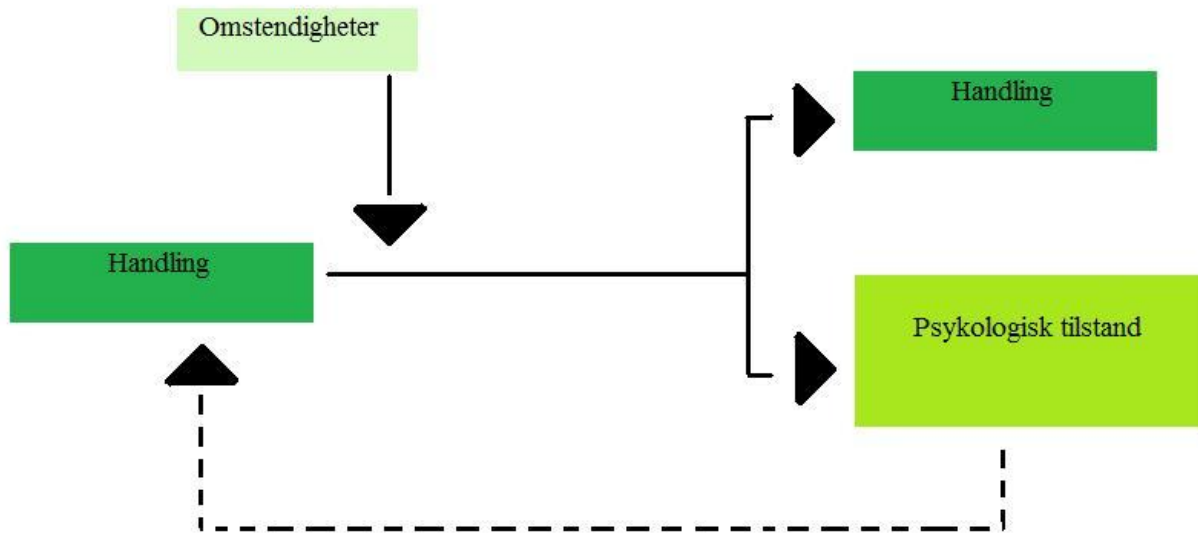 Omstendigheter
Handling
Handling
Psykologisk tilstand